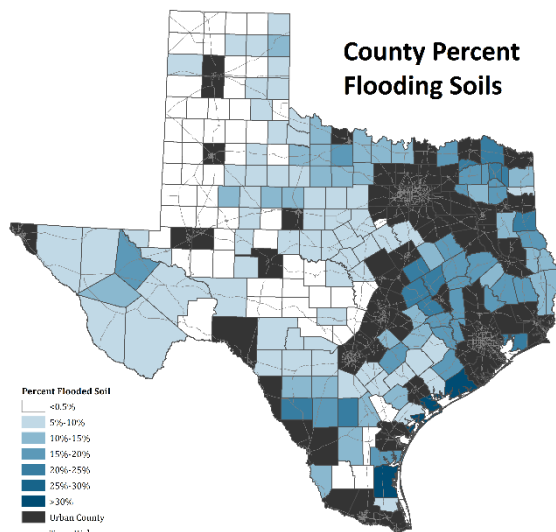 County Percent
Flooding Soils
Percent Flooded Soil
<0.5%
5%-10%
10%-15%
15%-20%
20%-25%
25%-30%
>30%
Urban County